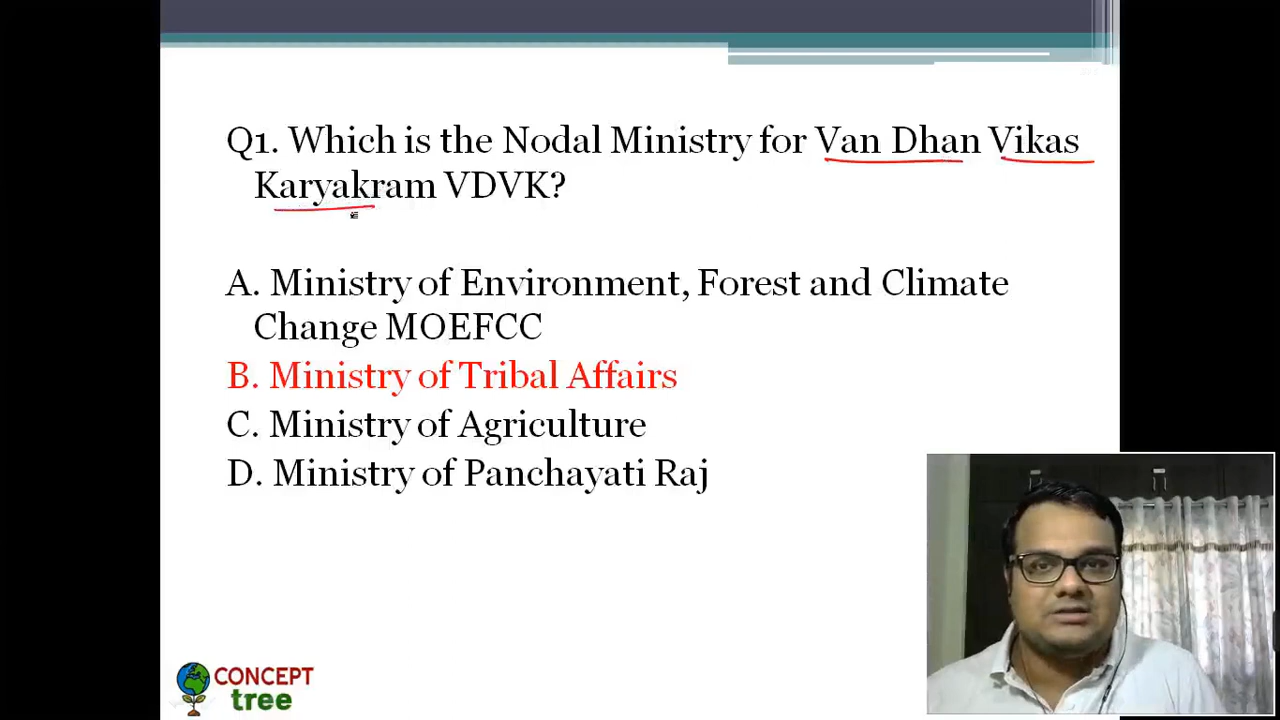 Q1. Which is the Nodal Ministry for Van Dhan Vikas
Karyakram VDVK?
A. Ministry of Environment, Forest and Climate
Change MOEFCC
B. Ministry of Tribal Affairs
C. Ministry of Agriculture
D. Ministry of Panchayati Raj
CONCEPT
tree